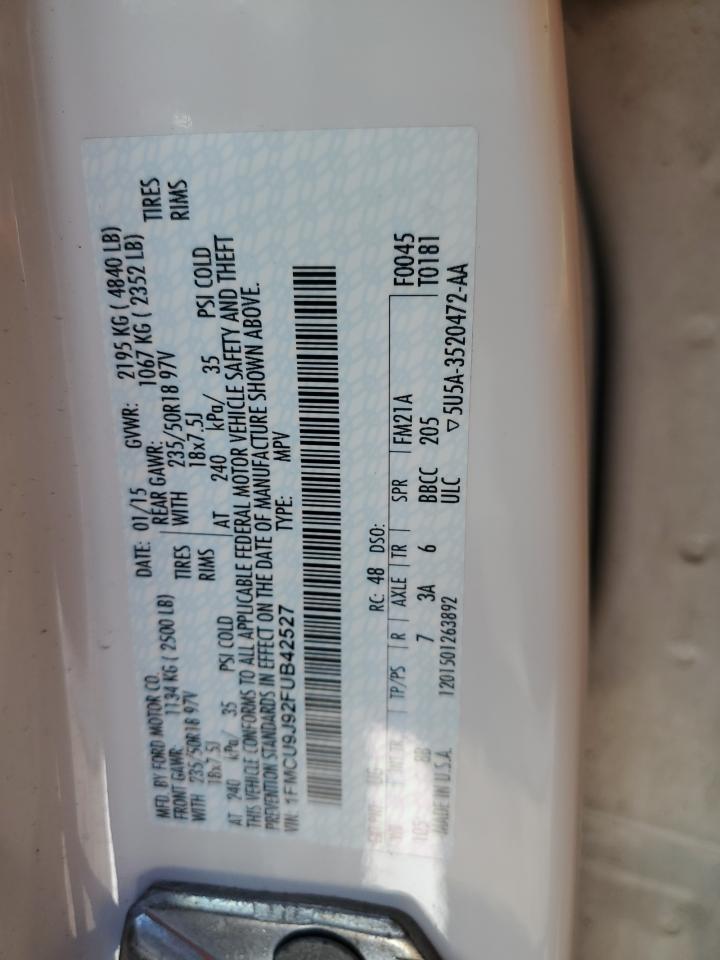 MFD. BY FORD MOTOR CO. DATE: 01/15 GVWR: 2195 KG ( 4840 LB)
FRONT GAWR: 1134 KG ( 2500 LB) REAR GAWR: 1067 KG ( 2352 LB)
WITH 235/50R18 97V TIRES WITH 235/50R18 97V TIRES
18x7.5J RIMS 18x7.5J RIMS
AT 240 kPa/ 35 PSI COLD AT 240 kPa/ 35 PSI COLD
THIS VEHICLE CONFORMS TO ALL APPLICABLE FEDERAL MOTOR VEHICLE SAFETY AND THEFT
PREVENTION STANDARDS IN EFFECT ON THE DATE OF MANUFACTURE SHOWN ABOVE.
VIN: 1FMCU9J92FUB42527 TYPE: MPV
RC: 48 DSO:
TP/PS R AXLE TR SPR FM21A F0045
BB 7 3A 6 BBCC 205 T0181
MADE IN U.S.A. 1201501263892 ULC
▽5U5A-3520472-AA